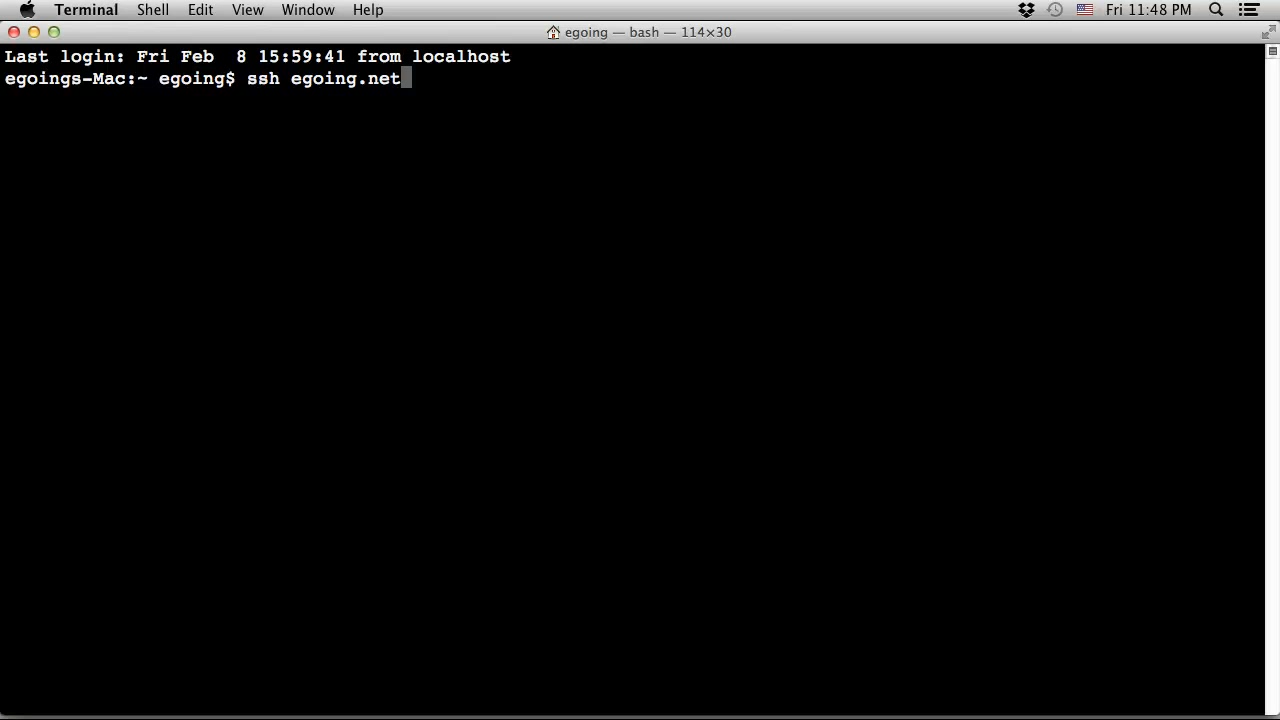 Terminal Shell Edit View Window Help Fri 11:48 PM
egoing — bash — 114×30
Last login: Fri Feb  8 15:59:41 from localhost
egoings-Mac:~ egoing$ ssh egoing.net